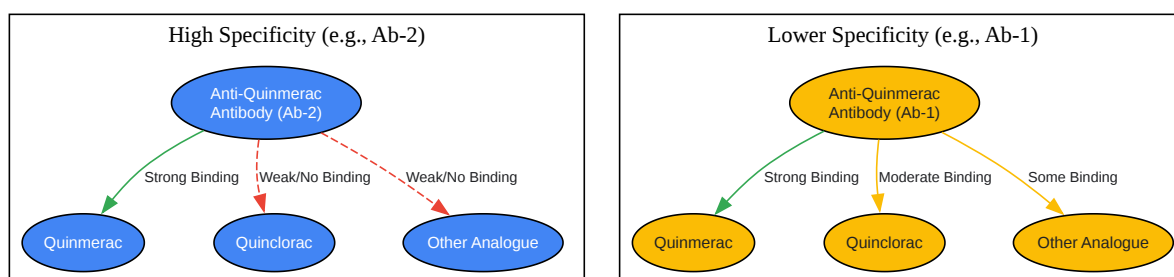 High Specificity (e.g., Ab-2)
Anti-Quinmerac
Antibody (Ab-2)
Strong Binding
Weak/No Binding
Weak/No Binding
Quinmerac
Quinclorac
Other Analogue
Lower Specificity (e.g., Ab-1)
Anti-Quinmerac
Antibody (Ab-1)
Strong Binding
Moderate Binding
Some Binding
Quinmerac
Quinclorac
Other Analogue